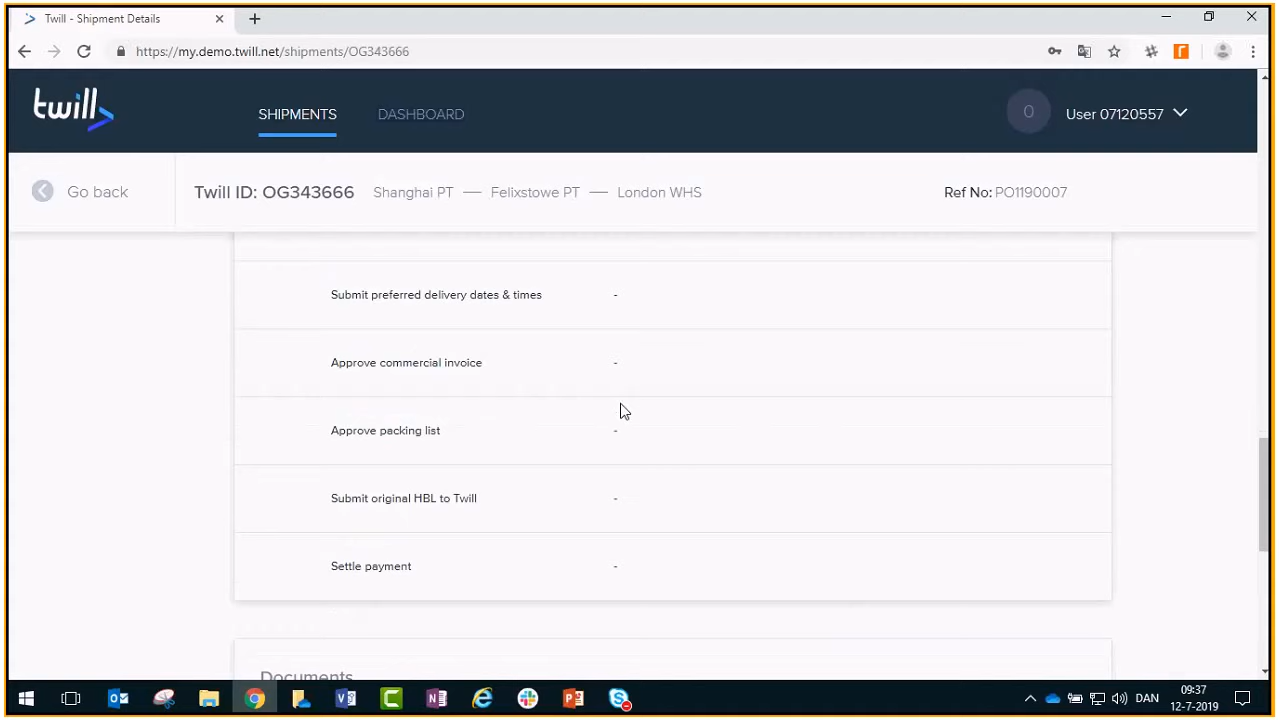 Twill - Shipment Details
https://my.demo.twill.net/shipments/OG343666
twill
SHIPMENTS
DASHBOARD
0
User 07120557
Go back
Twill ID: OG343666
Shanghai PT — Felixstowe PT — London WHS
Ref No: PO1190007
Submit preferred delivery dates & times -
Approve commercial invoice -
Approve packing list -
Submit original HBL to Twill -
Settle payment -
Documents
DAN
09:37
12-7-2019